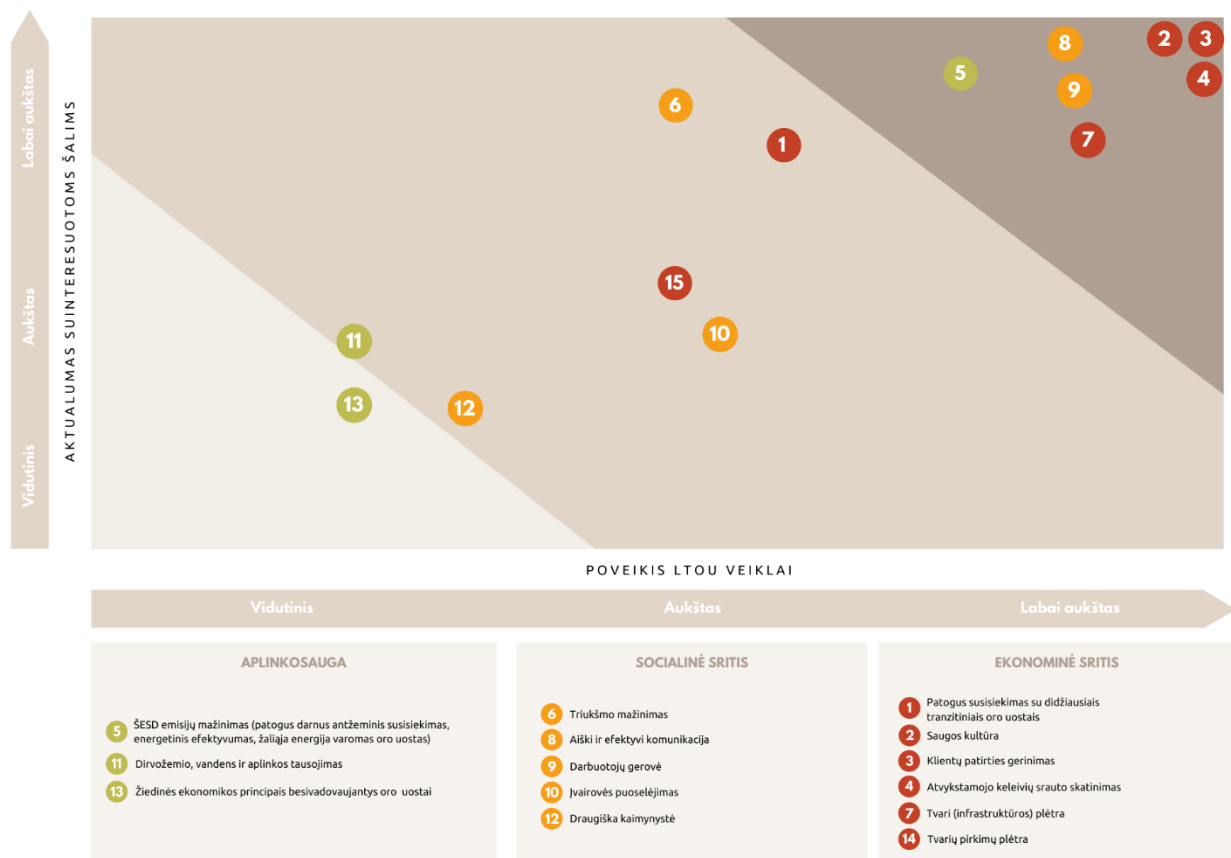 Labai aukštas
Aukštas
Vidutinis
AKTUALUMAS SUINTERESUOTOMS ŠALIMS
8
2
3
5
4
9
6
7
1
15
10
11
13
12
POVEIKIS LTOU VEIKLAI
Vidutinis
Aukštas
Labai aukštas
APLINKOSAUGA
5 ŠESD emisijų mažinimas (patogus darnus antžeminis susisiekimas,
energetinis efektyvumas, žaliąja energija varomas oro uostas)
11 Dirvožemio, vandens ir aplinkos tausojimas
13 Žiedinės ekonomikos principais besivadovaujantys oro uostai
SOCIALINĖ SRITIS
6 Triukšmo mažinimas
8 Aiški ir efektyvi komunikacija
9 Darbuotojų gerovė
10 Įvairovės puoselėjimas
12 Draugiška kaimynystė
EKONOMINĖ SRITIS
1 Patogus susisiekimas su didžiausiais
tranzitiniais oro uostais
2 Saugos kultūra
3 Klientų patirties gerinimas
4 Atvykstamojo keleivių srauto skatinimas
7 Tvari (infrastruktūros) plėtra
14 Tvarių pirkimų plėtra